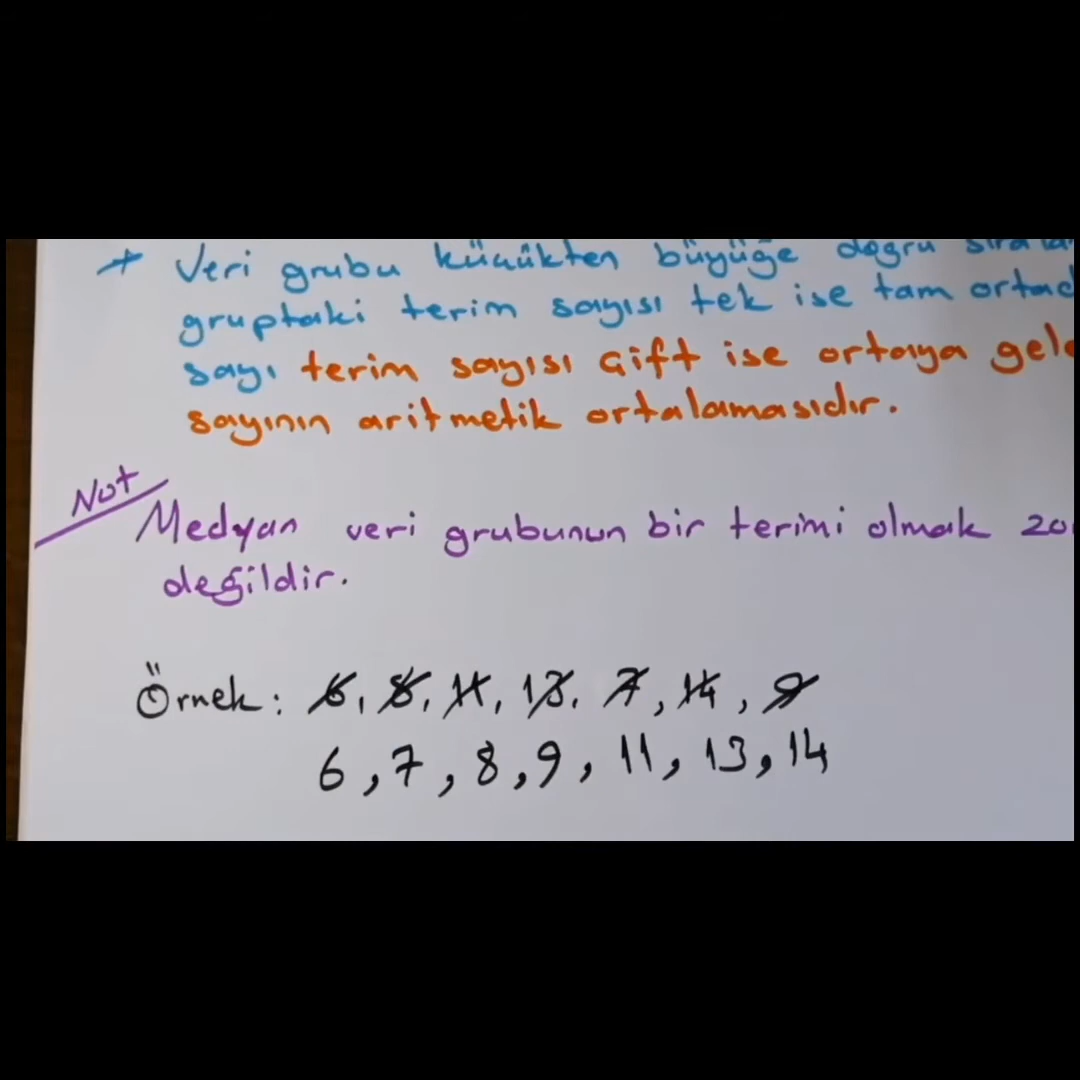 * Veri grubu küçükten büyüğe doğru
gruptaki terim sayısı tek ise tam
sayı terim sayısı çift ise ortaya
sayının aritmetik ortalamasıdır.
Not
Medyan veri grubunun bir terimi olmak
değildir.
Örnek: 6, 8, 11, 13, 7, 14, 9
6, 7, 8, 9, 11, 13, 14